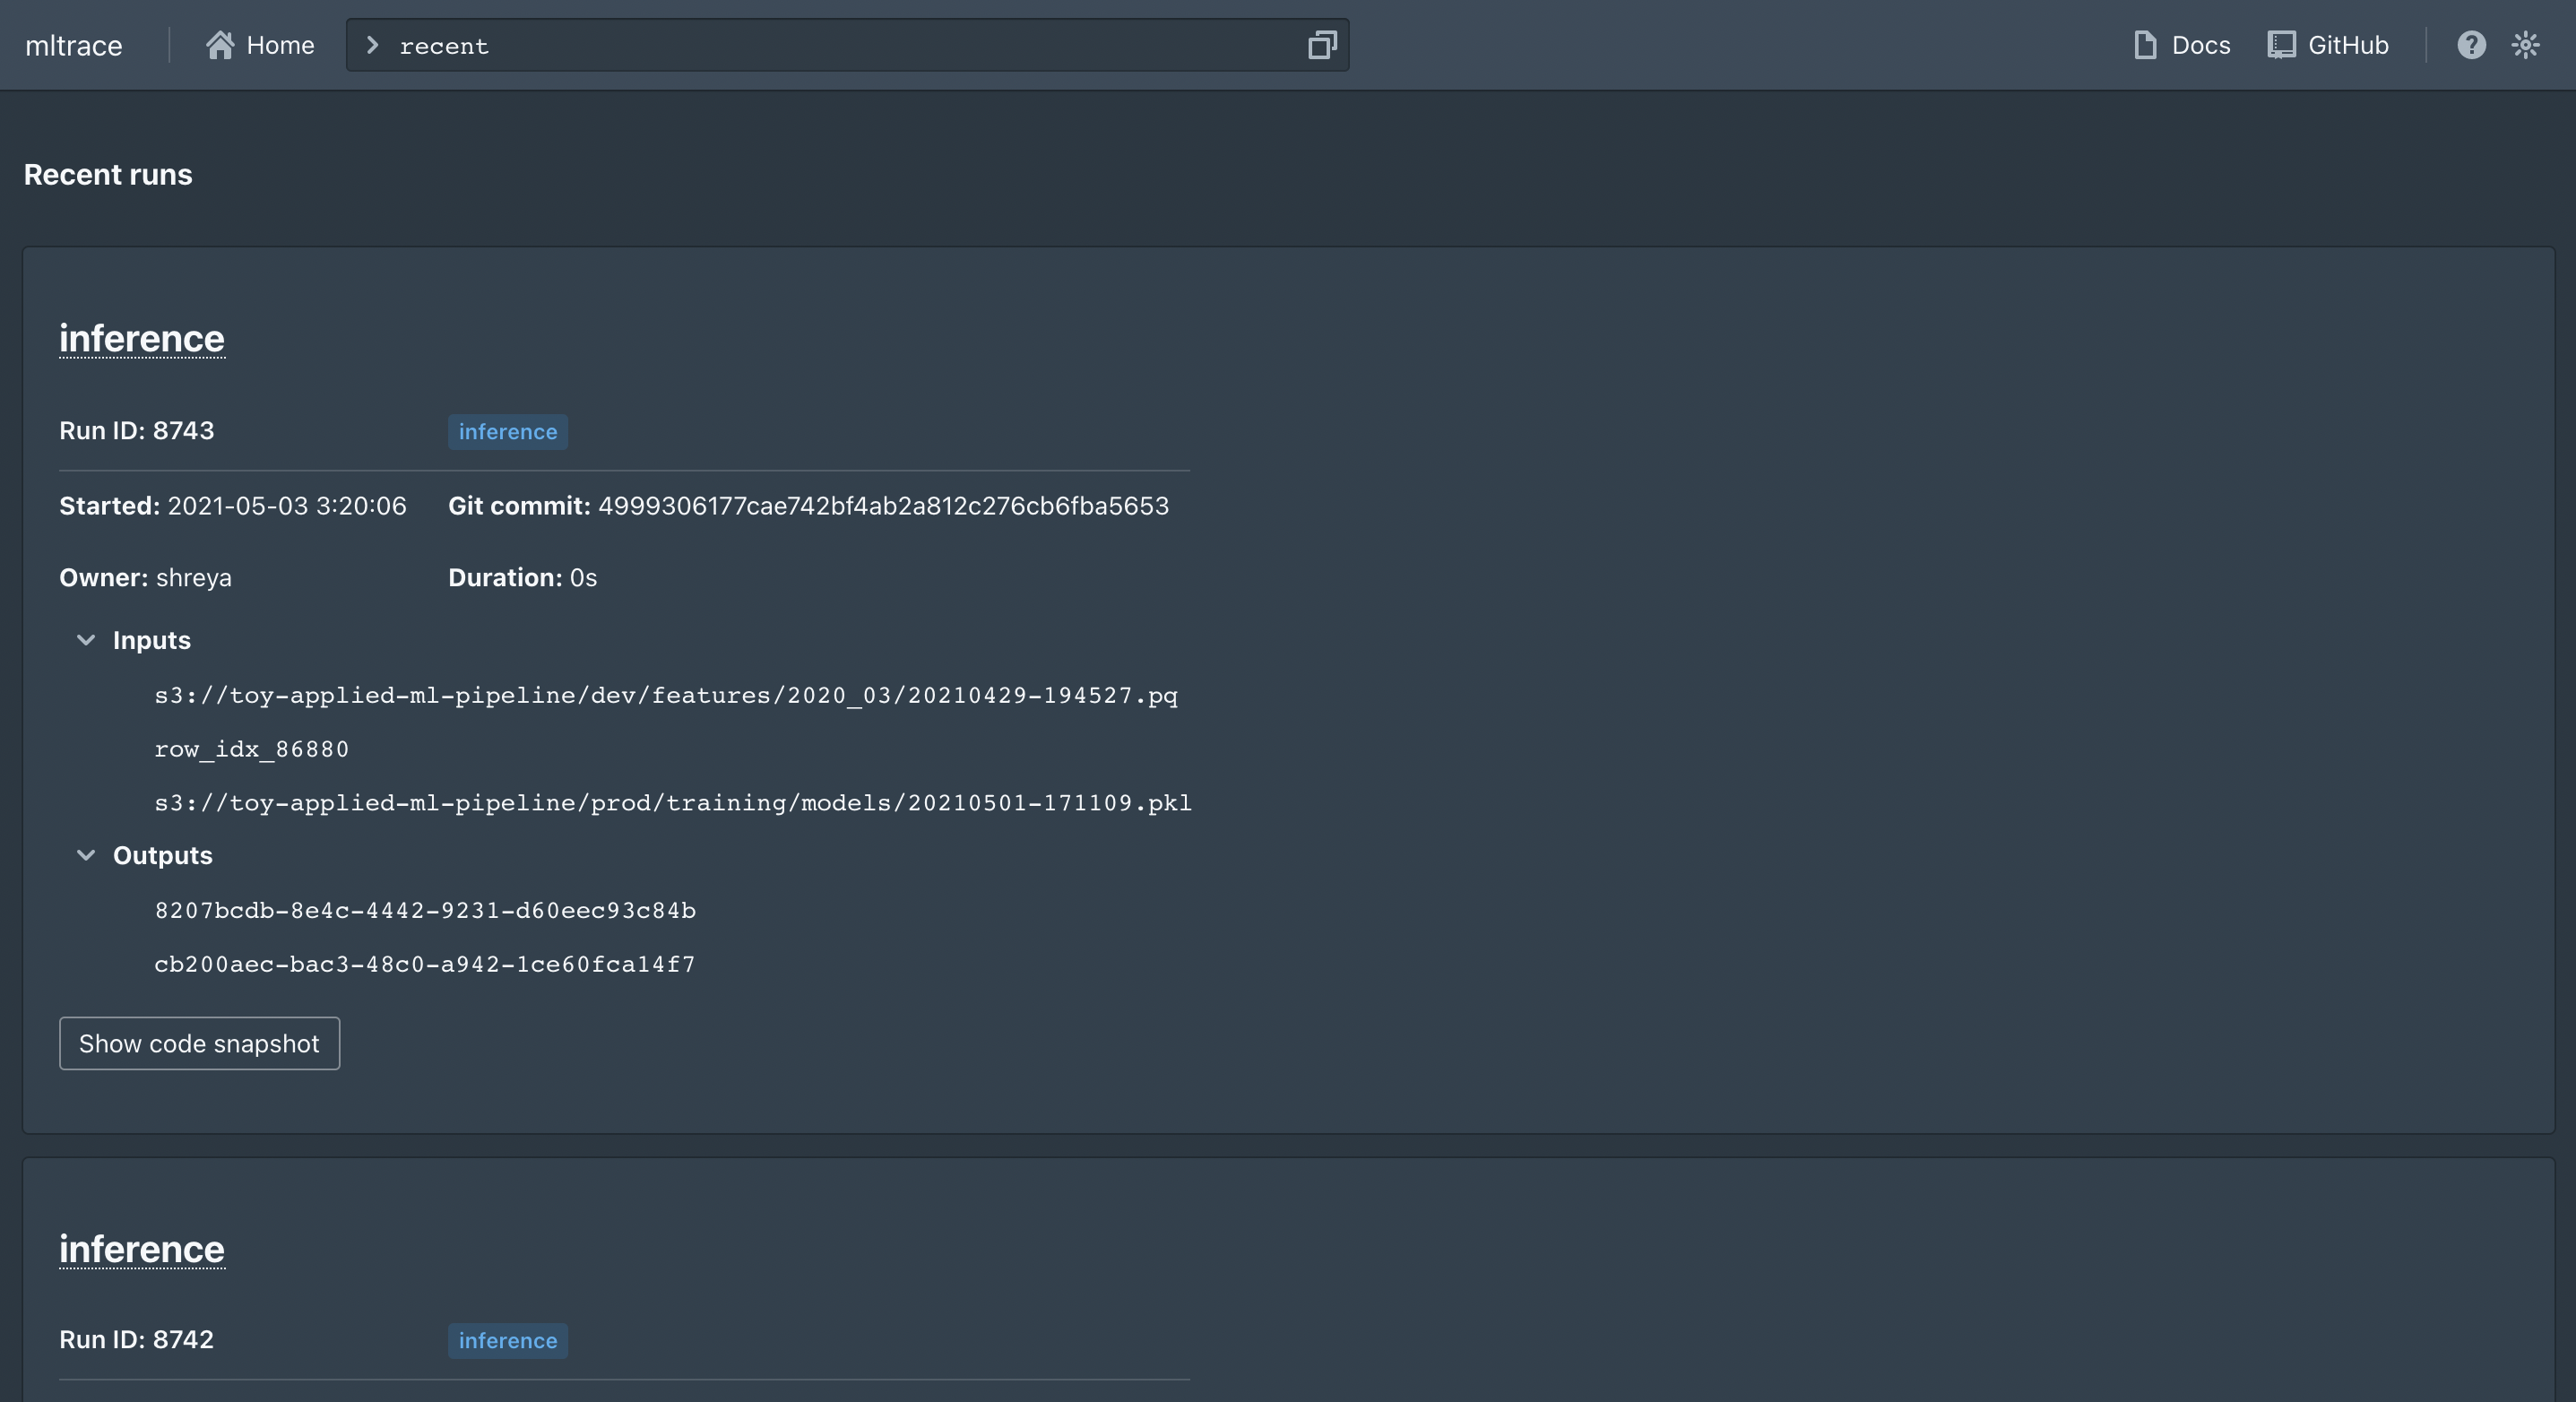 mltrace Home recent Docs GitHub
Recent runs
inference
Run ID: 8743 inference
Started: 2021-05-03 3:20:06 Git commit: 4999306177cae742bf4ab2a812c276cb6fba5653
Owner: shreya Duration: 0s
Inputs
s3://toy-applied-ml-pipeline/dev/features/2020_03/20210429-194527.pq
row_idx_86880
s3://toy-applied-ml-pipeline/prod/training/models/20210501-171109.pkl
Outputs
8207bcdb-8e4c-4442-9231-d60eec93c84b
cb200aec-bac3-48c0-a942-1ce60fca14f7
Show code snapshot
inference
Run ID: 8742 inference